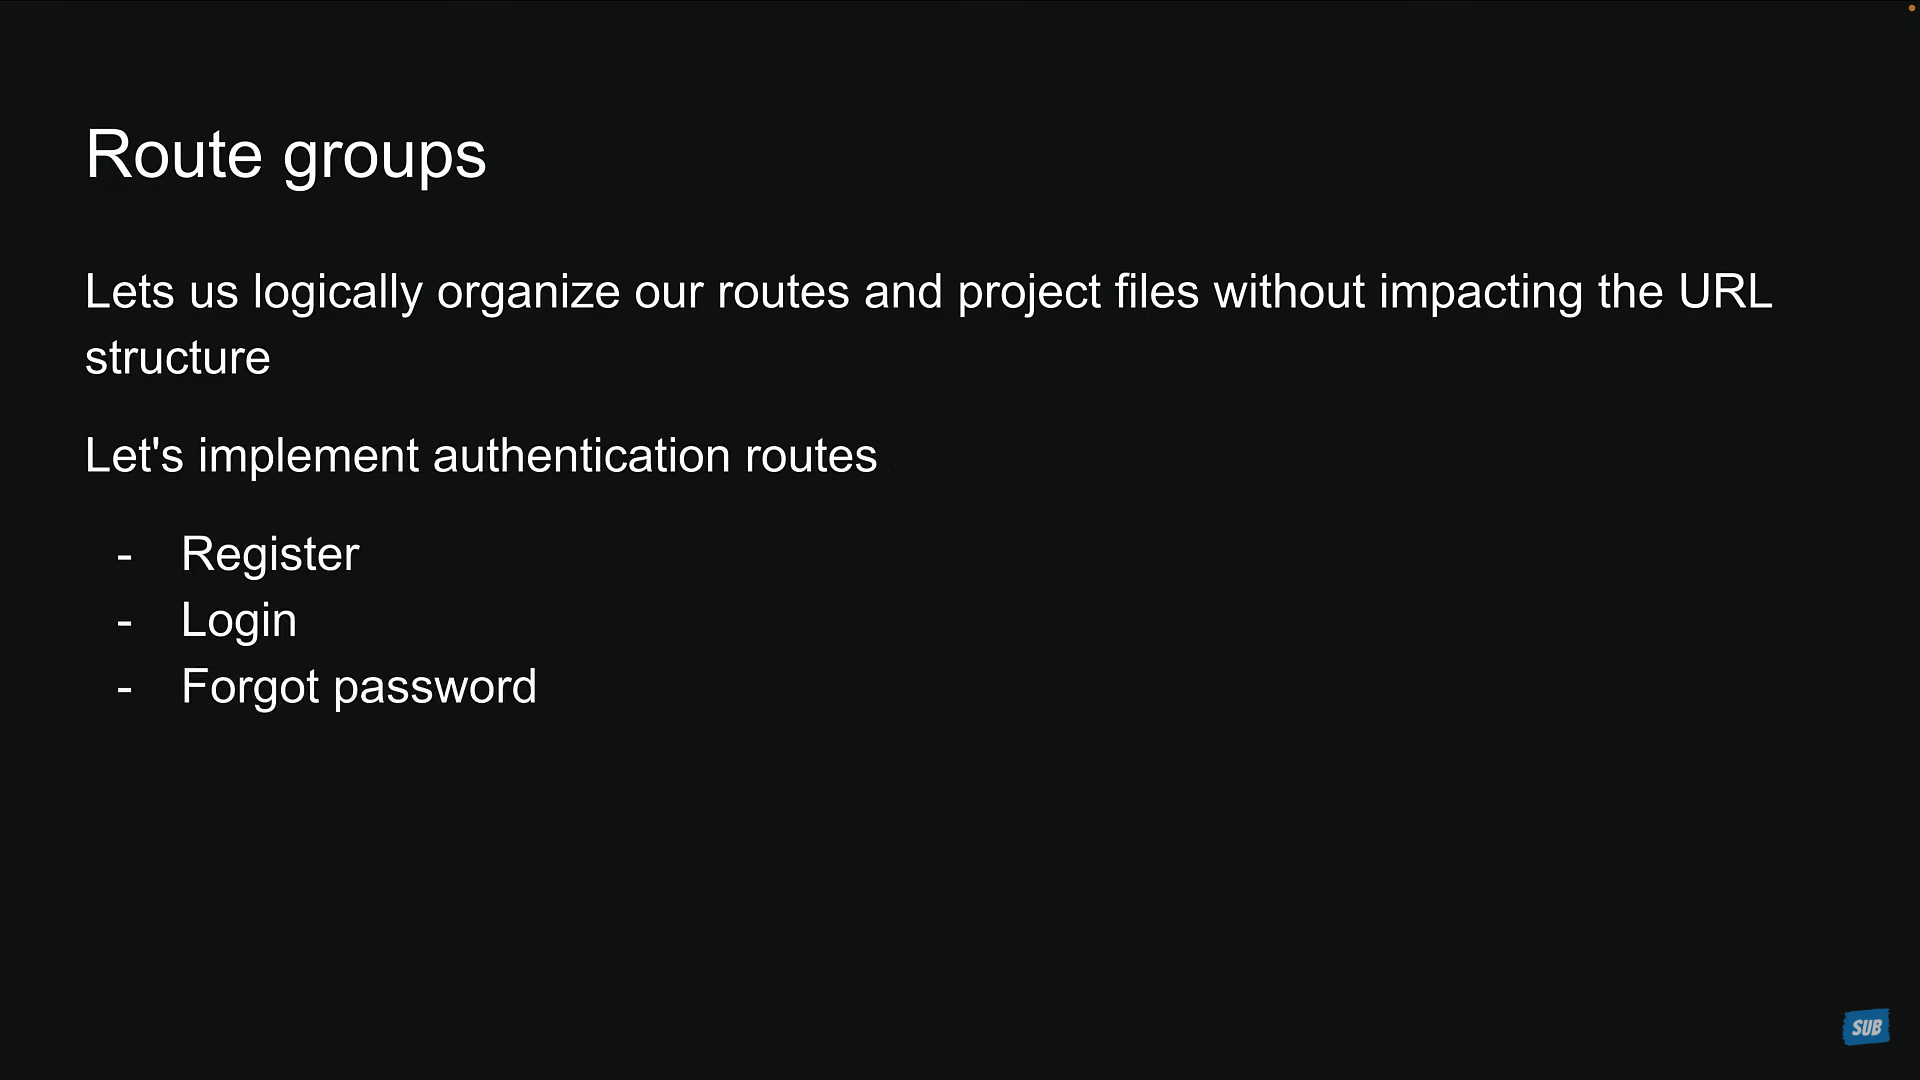 Route groups
Lets us logically organize our routes and project files without impacting the URL
structure
Let's implement authentication routes
- Register
- Login
- Forgot password
SUB